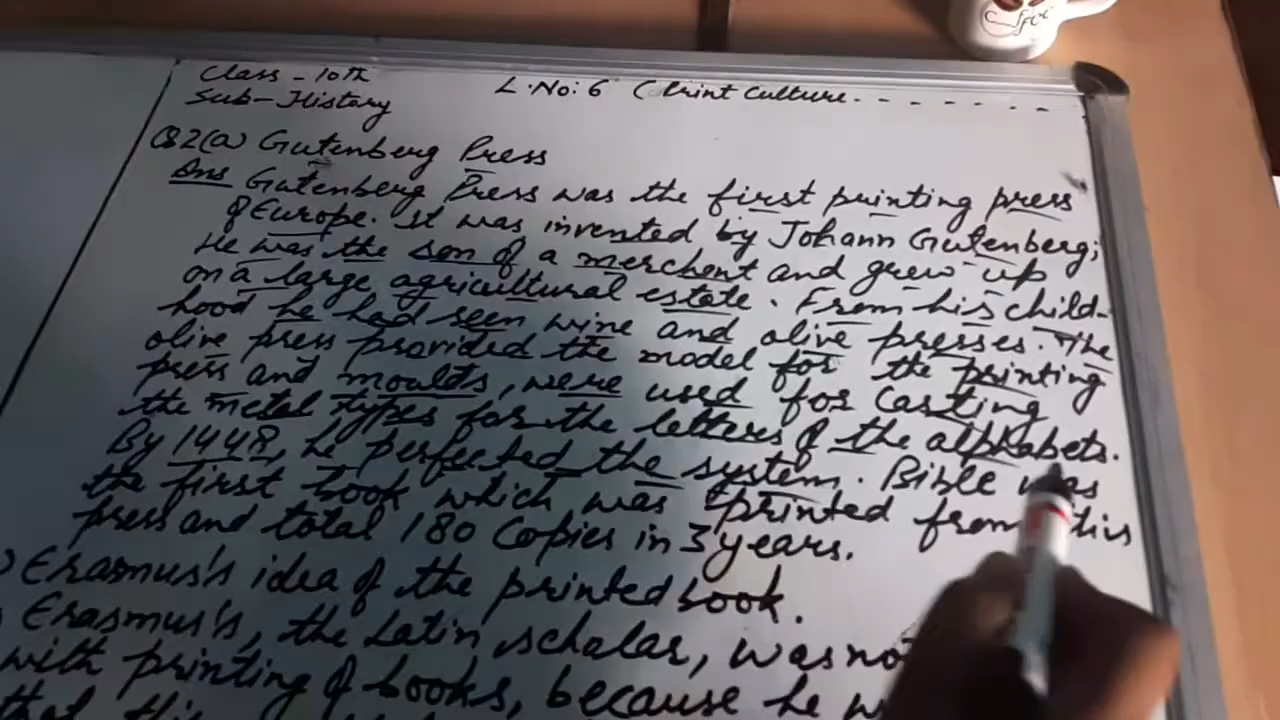 COFFEE
Class - 10th
Sub - History
L.No: 6 (Print Culture. - - - - - - -
Q2(a) Gutenberg Press
Ans Gutenberg Press was the first printing press
of Europe. It was invented by Johann Gutenberg;
He was the son of a merchent and grew up
on a large agricultural estate. From his child-
hood he had seen wine and olive presses. The
olive press provided the model for the printing
press and moulds, were used for casting
the metal types for the letters of the alphabets.
By 1448, he perfected the system. Bible was
the first book which was printed from this
press and total 180 Copies in 3 years.
) Erasmus's idea of the printed book.
Erasmus's, the Latin scholar, was not
with printing of books, because he
that this